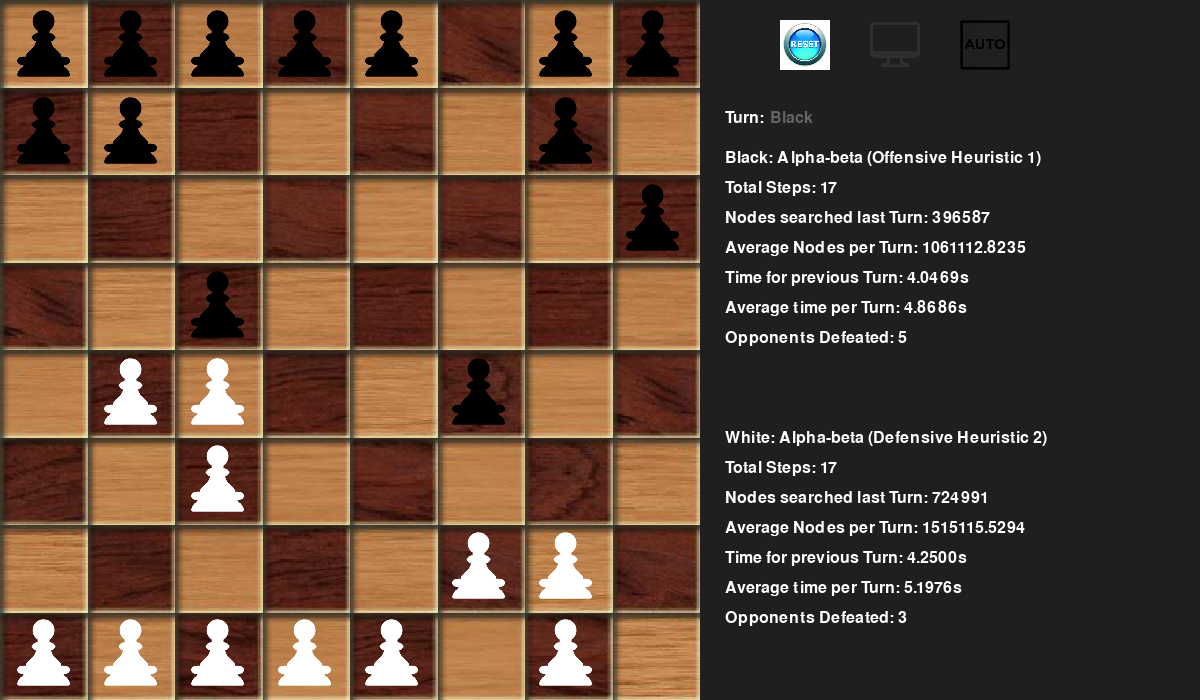 RESET
AUTO
Turn: Black
Black: Alpha-beta (Offensive Heuristic 1)
Total Steps: 17
Nodes searched last Turn: 396587
Average Nodes per Turn: 1061112.8235
Time for previous Turn: 4.0469s
Average time per Turn: 4.8686s
Opponents Defeated: 5
White: Alpha-beta (Defensive Heuristic 2)
Total Steps: 17
Nodes searched last Turn: 724991
Average Nodes per Turn: 1515115.5294
Time for previous Turn: 4.2500s
Average time per Turn: 5.1976s
Opponents Defeated: 3